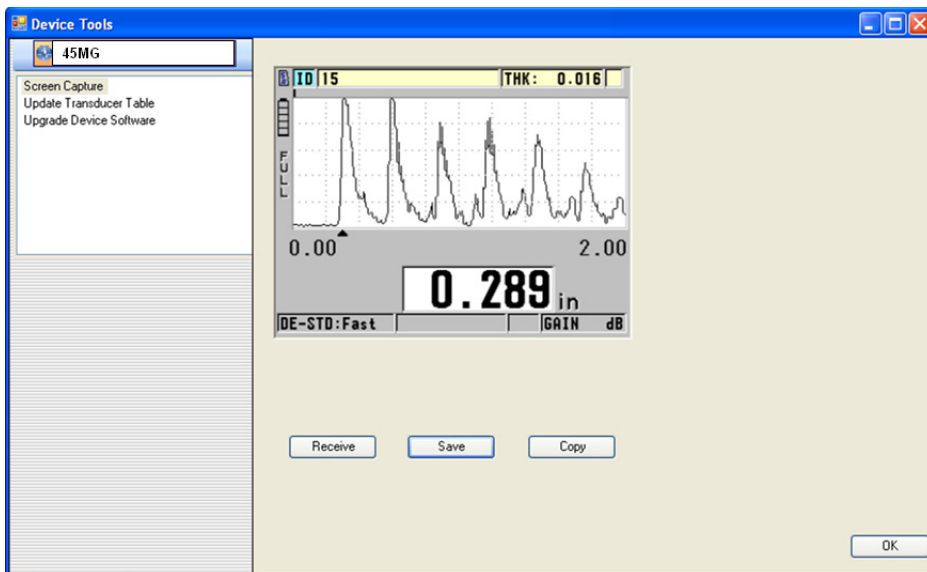 Device Tools
45MG
Screen Capture
Update Transducer Table
Upgrade Device Software
ID 15 THK: 0.016
FULL
0.00 2.00
0.289 in
DE-STD:Fast GAIN dB
Receive Save Copy
OK